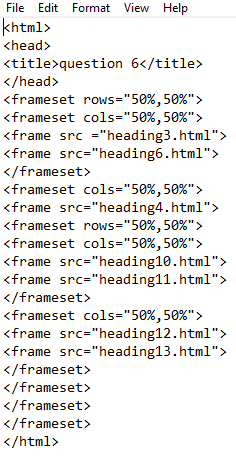 File Edit Format View Help
<html>
<head>
<title>question 6</title>
</head>
<frameset rows="50%,50%">
<frameset cols="50%,50%">
<frame src ="heading3.html">
<frame src="heading6.html">
</frameset>
<frameset cols="50%,50%">
<frame src="heading4.html">
<frameset rows="50%,50%">
<frameset cols="50%,50%">
<frame src="heading10.html">
<frame src="heading11.html">
</frameset>
<frameset cols="50%,50%">
<frame src="heading12.html">
<frame src="heading13.html">
</frameset>
</frameset>
</frameset>
</frameset>
</html>